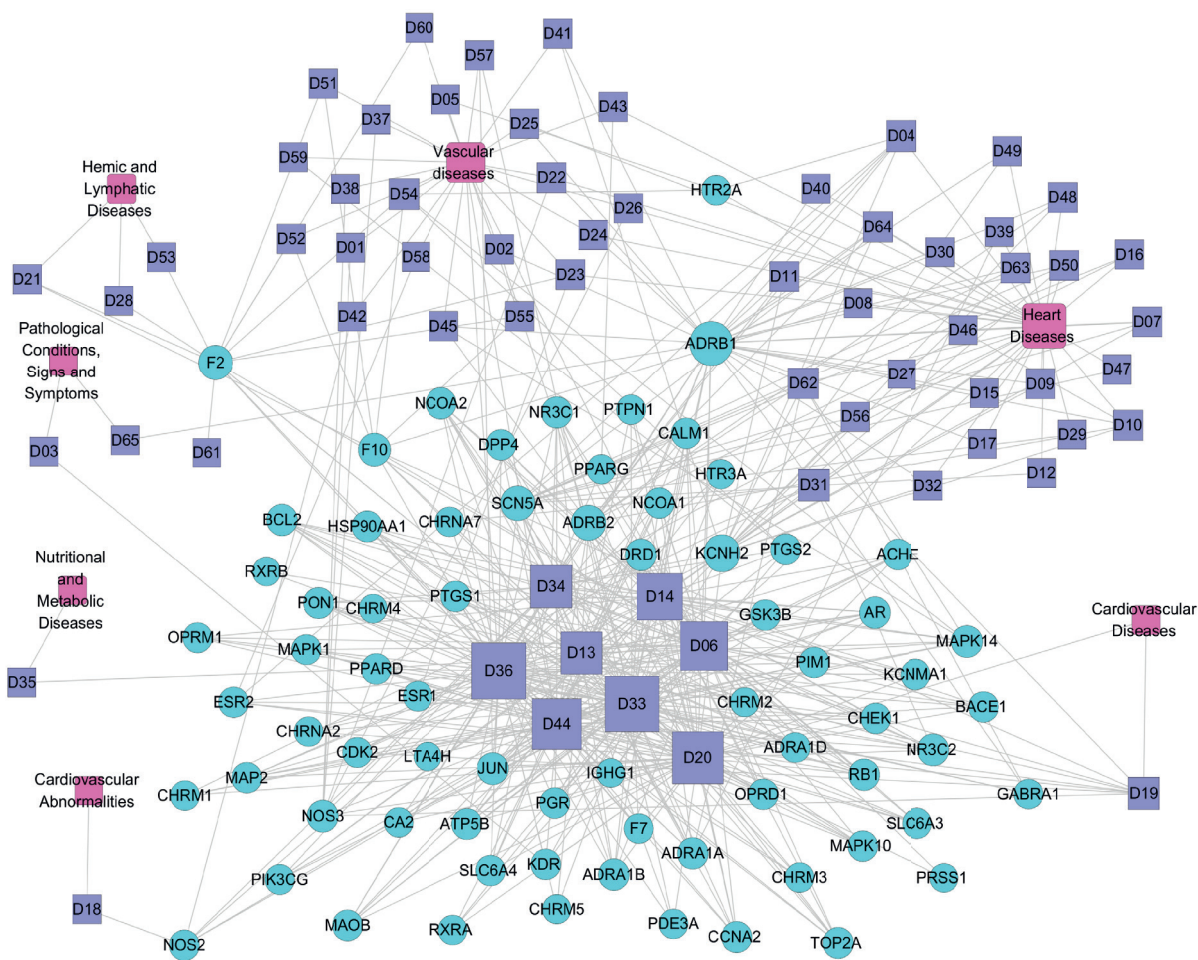 D60
D41
D57
D51
D05
D43
D37
D25
D04
D49
D59
Vascular
diseases
Hemic and
Lymphatic
Diseases
D38
D54
D22
HTR2A
D40
D48
D26
D64
D39
D52
D01
D02
D24
D30
D53
D58
D63
D50
D16
D21
D23
D11
D28
D08
D42
D45
D55
D46
Heart
Diseases
D07
Pathological
Conditions,
Signs and
Symptoms
F2
ADRB1
D47
D62
D27
D09
D15
NCOA2
NR3C1
PTPN1
D56
D10
D65
D03
D61
F10
DPP4
CALM1
D17
D29
PPARG
HTR3A
D12
SCN5A
NCOA1
D31
D32
BCL2
HSP90AA1
CHRNA7
ADRB2
DRD1
KCNH2
PTGS2
ACHE
Nutritional
and
Metabolic
Diseases
RXRB
D34
D14
PON1
CHRM4
PTGS1
GSK3B
AR
Cardiovascular
Diseases
OPRM1
MAPK1
D13
D06
MAPK14
PPARD
D36
PIM1
KCNMA1
D35
ESR2
ESR1
D33
CHRM2
BACE1
CHRNA2
D44
CHEK1
CDK2
LTA4H
D20
ADRA1D
NR3C2
Cardiovascular
Abnormalities
MAP2
JUN
IGHG1
RB1
CHRM1
OPRD1
GABRA1
D19
NOS3
CA2
ATP5B
PGR
F7
SLC6A3
MAPK10
PIK3CG
SLC6A4
KDR
ADRA1B
ADRA1A
CHRM3
PRSS1
D18
CHRM5
NOS2
MAOB
RXRA
PDE3A
CCNA2
TOP2A